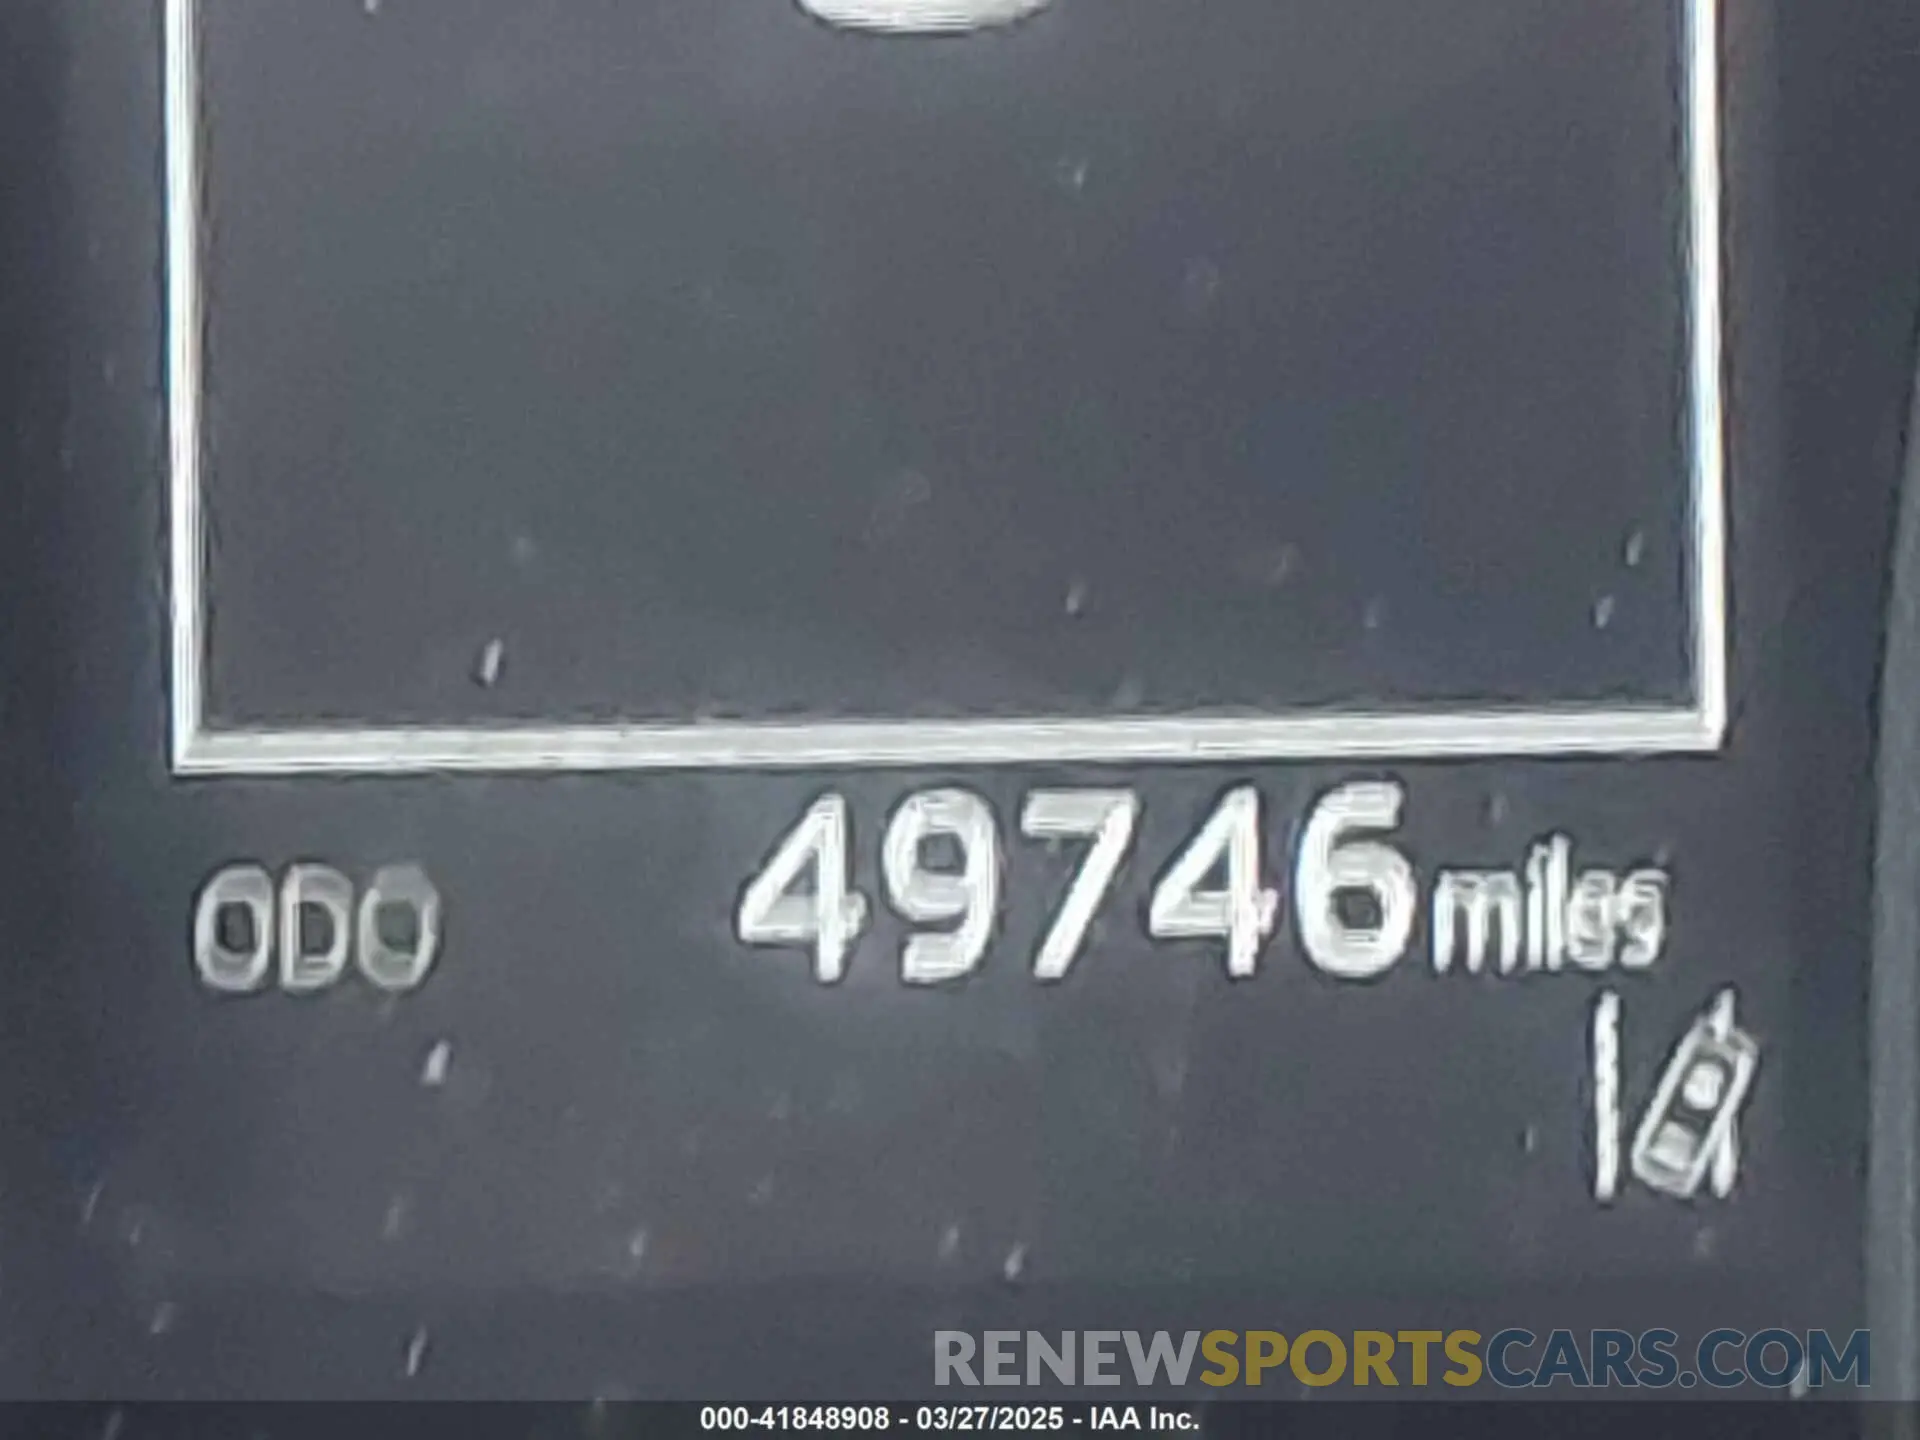 ODO 49746 miles
RENEWSPORTSCARS.COM
000-41848908 - 03/27/2025 - IAA Inc.